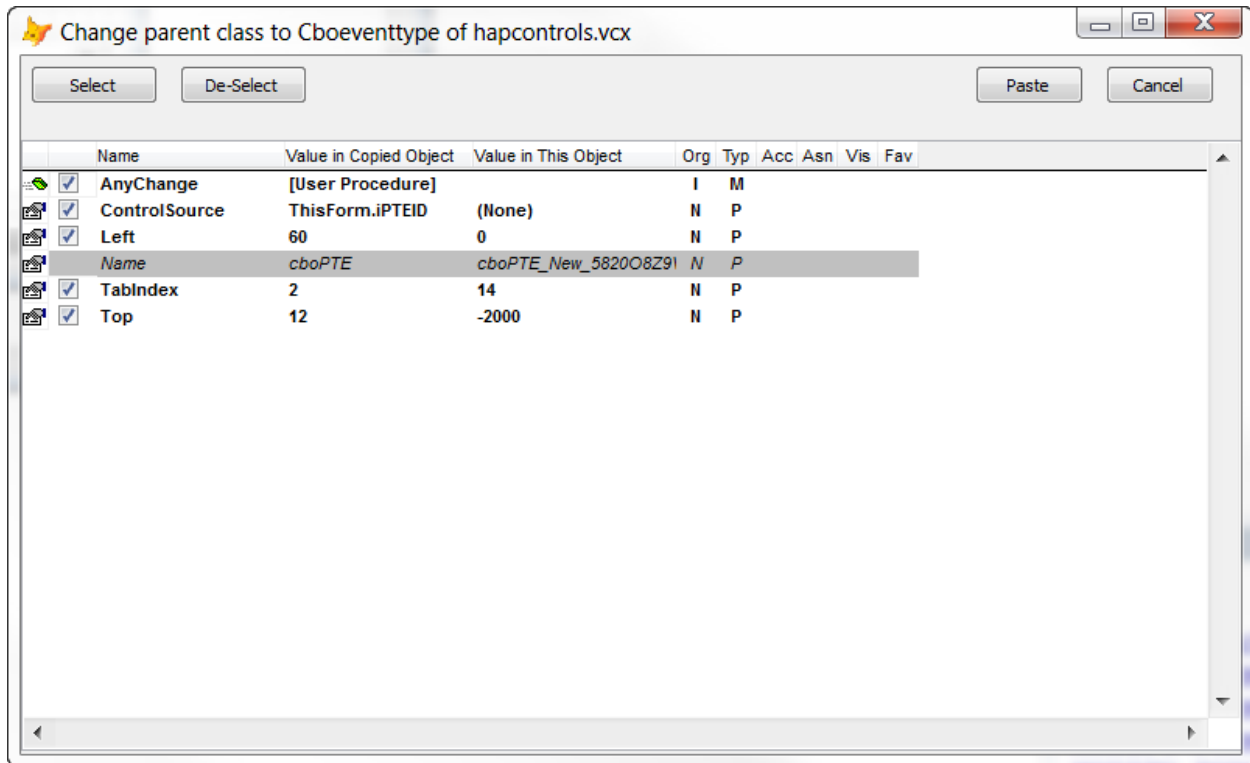 Change parent class to Cboeventtype of hapcontrols.vcx
Select De-Select Paste Cancel
Name Value in Copied Object Value in This Object Org Typ Acc Asn Vis Fav
AnyChange [User Procedure] I M
ControlSource ThisForm.iPTEID (None) N P
Left 60 0 N P
Name cboPTE N P
TabIndex 2 14 N P
Top 12 -2000 N P